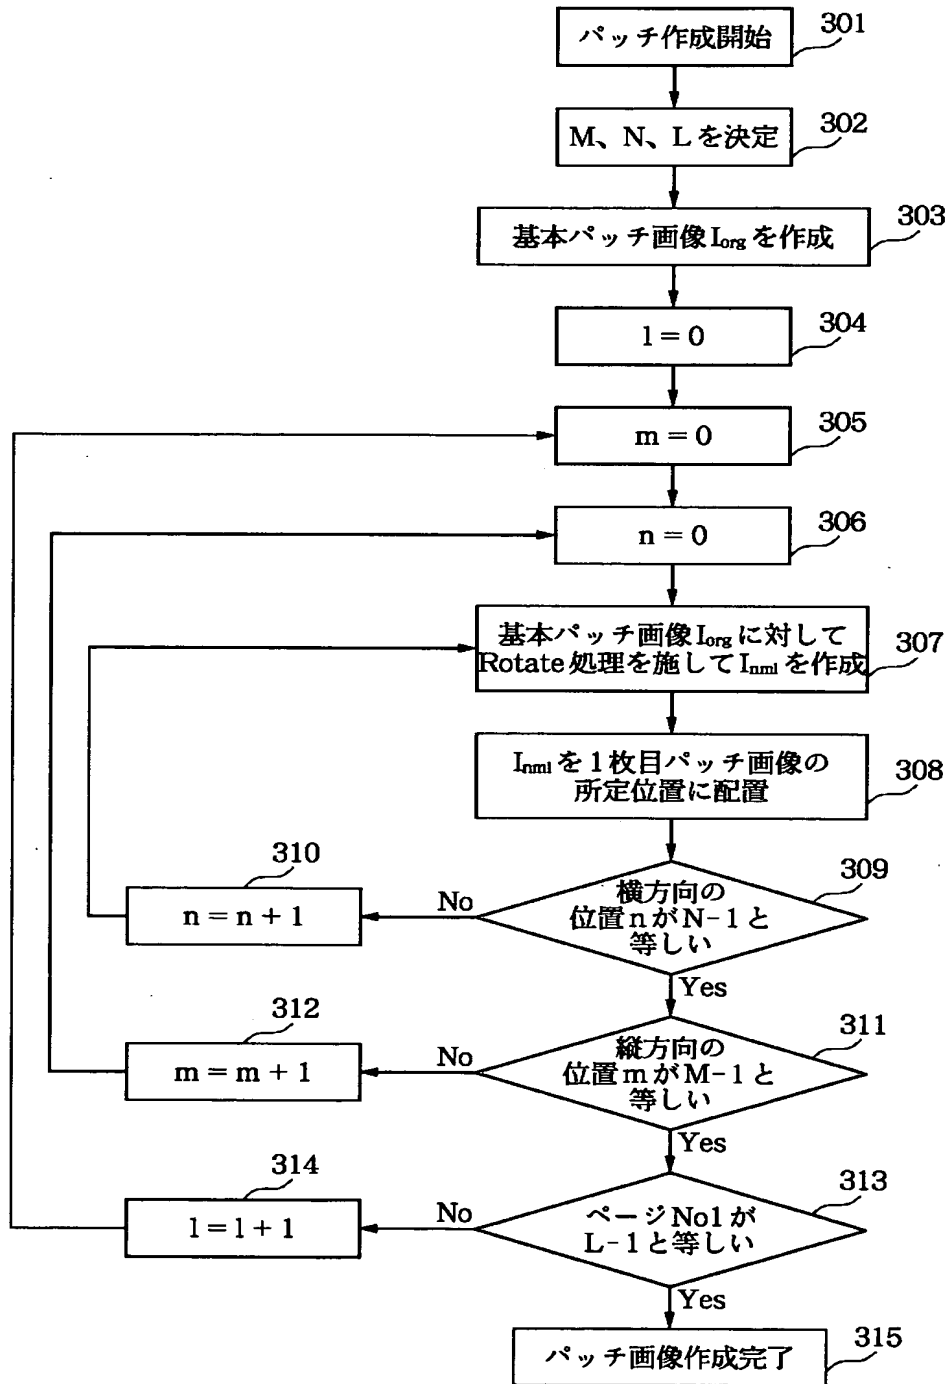 パッチ作成開始
301
M、N、Lを決定
302
基本パッチ画像Iorgを作成
303
l = 0
304
m = 0
305
n = 0
306
基本パッチ画像Iorgに対して
Rotate処理を施してInmlを作成
307
Inmlをl枚目パッチ画像の
所定位置に配置
308
横方向の
位置nがN-1と
等しい
309
No
Yes
310
n = n + 1
縦方向の
位置mがM-1と
等しい
311
No
Yes
312
m = m + 1
ページNolが
L-1と等しい
313
No
Yes
314
l = l + 1
パッチ画像作成完了
315